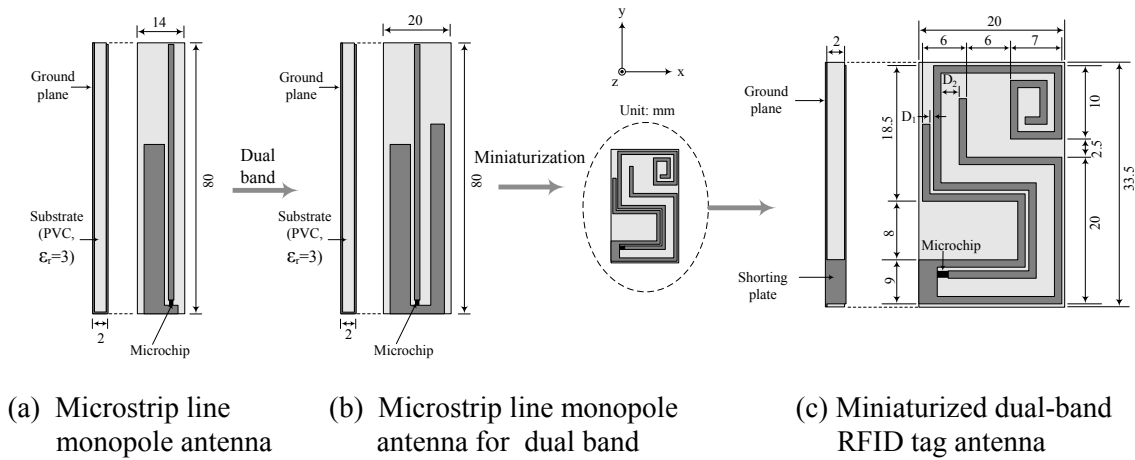 14
Ground
plane
Substrate
(PVC,
εᵣ=3)
80
2
Microchip
Dual
band
20
Ground
plane
Substrate
(PVC,
εᵣ=3)
80
2
Microchip
y
x
z
Unit: mm
Miniaturization
2
Ground
plane
Shorting
plate
20
6
6
7
D₂
D₁
18.5
8
9
10
2.5
20
33.5
Microchip
(a) Microstrip line
monopole antenna
(b) Microstrip line monopole
antenna for dual band
(c) Miniaturized dual-band
RFID tag antenna